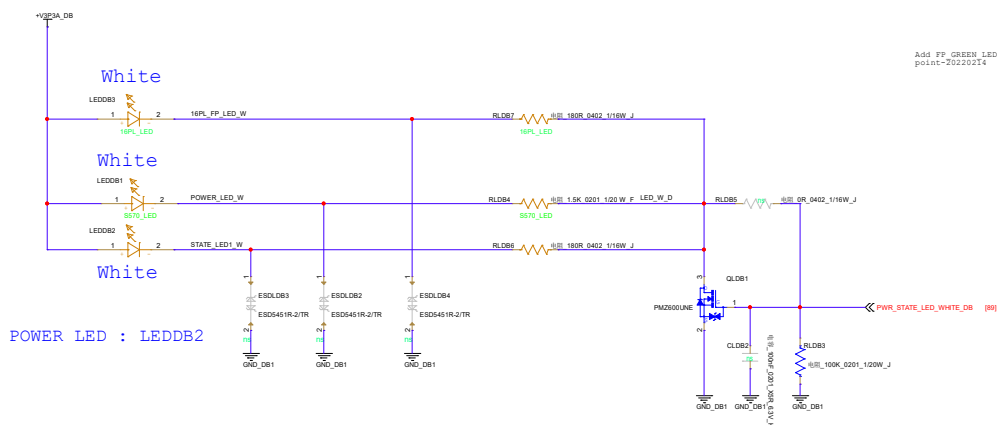 +V3P3A_DB
Add FP GREEN LED
point-20220214
White
LEDDB3
1
2
16PL_FP_LED_W
16PL_LED
RLDB7
电阻_180R_0402_1/16W_J
16PL_LED
White
LEDDB1
1
2
POWER_LED_W
S570_LED
RLDB4
电阻_1.5K_0201_1/20 W_F
LED_W_D
S570_LED
RLDB5
电阻_0R_0402_1/16W_J
LEDDB2
1
2
STATE_LED1_W
RLDB6
电阻_180R_0402_1/16W_J
White
1
ESDLDB3
ESD5451R-2/TR
2
GND_DB1
1
ESDLDB2
ESD5451R-2/TR
2
GND_DB1
1
ESDLDB4
ESD5451R-2/TR
2
GND_DB1
POWER LED : LEDDB2
QLDB1
3
PMZ600UNE
1
2
GND_DB1
PWR_STATE_LED_WHITE_DB
[89]
CLDB2
GND_DB1
RLDB3
电阻_100K_0201_1/20W_J
GND_DB1